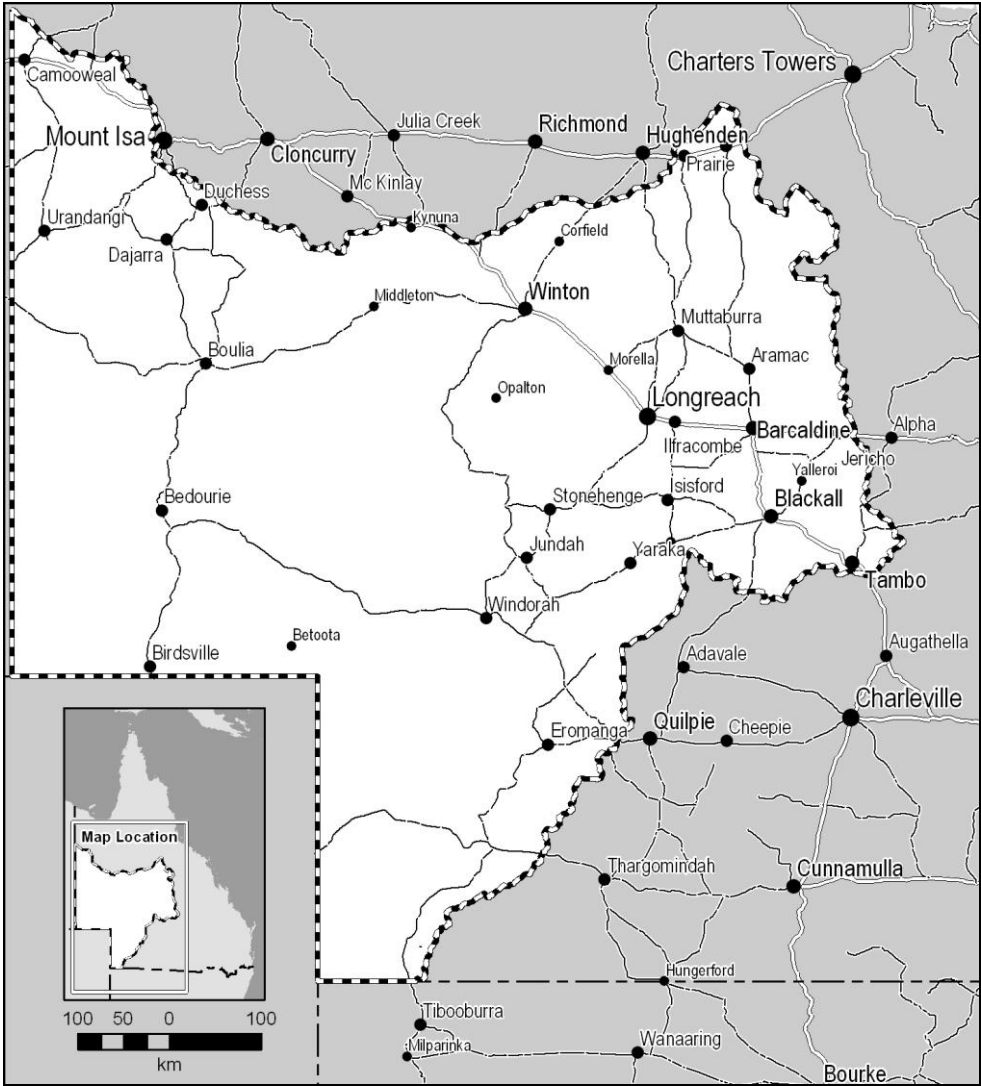 Charters Towers
Camooweal
Julia Creek
Richmond
Mount Isa
Hughenden
Cloncurry
Prairie
Mc Kinlay
Duchess
Urandangi
Kynuna
Corfield
Dajarra
Middleton
Winton
Muttaburra
Boulia
Morella
Aramac
Opalton
Longreach
Barcaldine
Alpha
Ilfracombe
Jericho
Yalleroi
Bedourie
Stonehenge
Isisford
Blackall
Jundah
Yaraka
Tambo
Windorah
Betoota
Birdsville
Adavale
Augathella
Charleville
Eromanga
Quilpie
Cheepie
Map Location
Thargomindah
Cunnamulla
Hungerford
100 50 0 100
km
Tibooburra
Milparinka
Wanaaring
Bourke